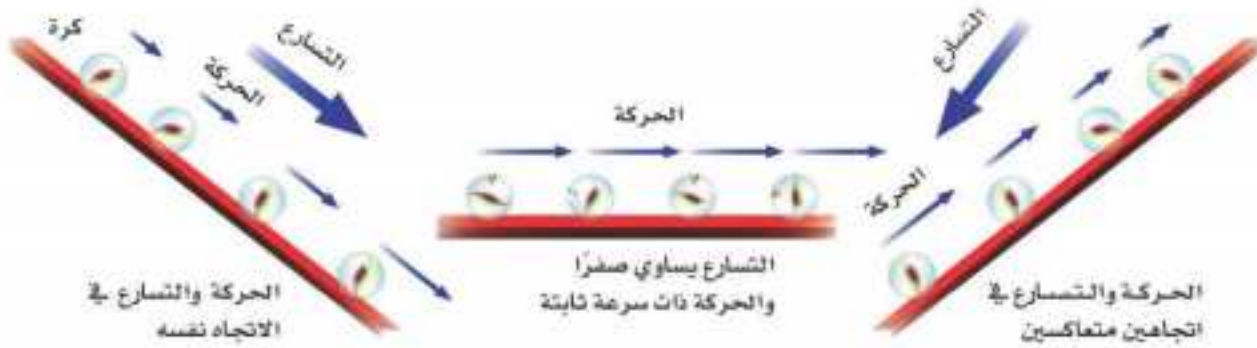 كرة
الحركة
التسارع
الحركة والتسارع في
الاتجاه نفسه
الحركة
التسارع يساوي صفرًا
والحركة ذات سرعة ثابتة
التسارع
الحركة
الحركة والتسارع في
اتجاهين متعاكسين